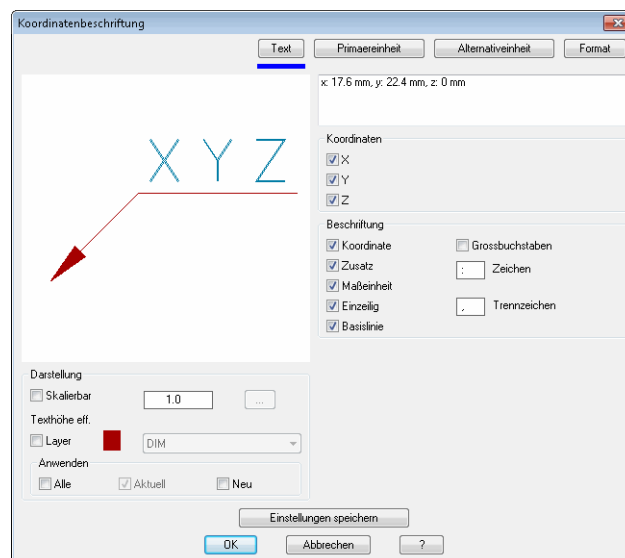 Koordinatenbeschriftung
Text Primaereinheit Alternativeinheit Format
x: 17.6 mm, y: 22.4 mm, z: 0 mm
X Y Z
Koordinaten
X
Y
Z
Beschriftung
Koordinate Grossbuchstaben
Zusatz : Zeichen
Maßeinheit
Einzeilig , Trennzeichen
Basislinie
Darstellung
Skalierbar 1.0 ...
Texthöhe eff.
Layer DIM
Anwenden
Alle Aktuell Neu
Einstellungen speichern
OK Abbrechen ?